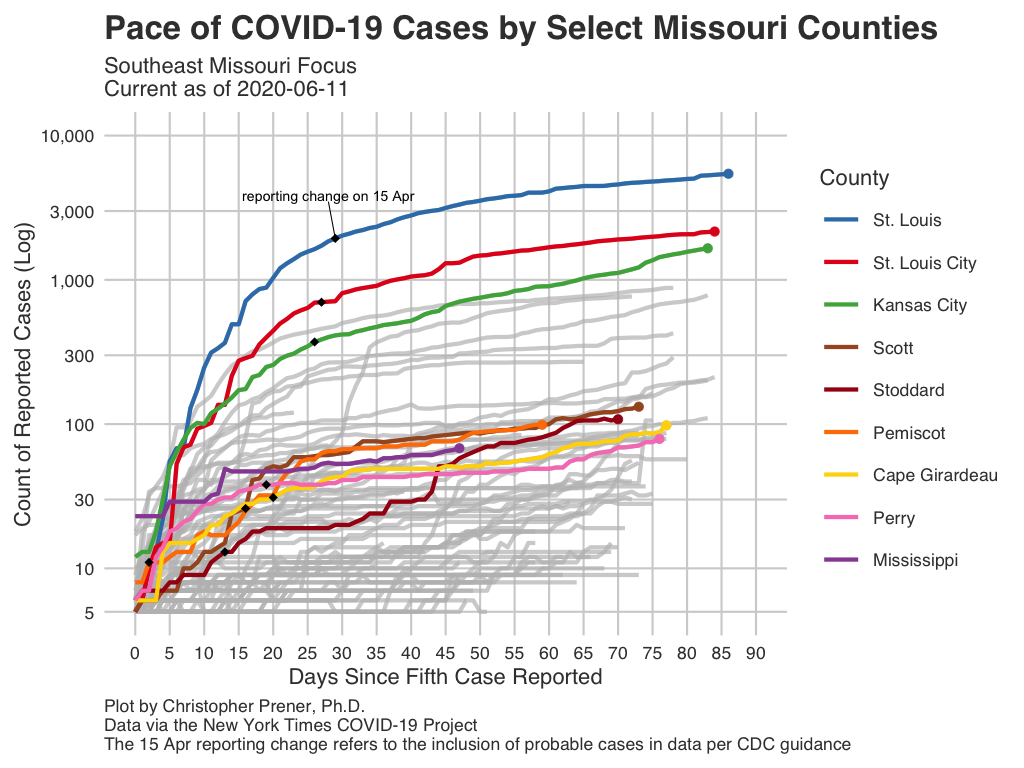 Pace of COVID-19 Cases by Select Missouri Counties
Southeast Missouri Focus
Current as of 2020-06-11
10,000
3,000
1,000
300
100
30
10
5
Count of Reported Cases (Log)
reporting change on 15 Apr
0 5 10 15 20 25 30 35 40 45 50 55 60 65 70 75 80 85 90
Days Since Fifth Case Reported
County
St. Louis
St. Louis City
Kansas City
Scott
Stoddard
Pemiscot
Cape Girardeau
Perry
Mississippi
Plot by Christopher Prener, Ph.D.
Data via the New York Times COVID-19 Project
The 15 Apr reporting change refers to the inclusion of probable cases in data per CDC guidance